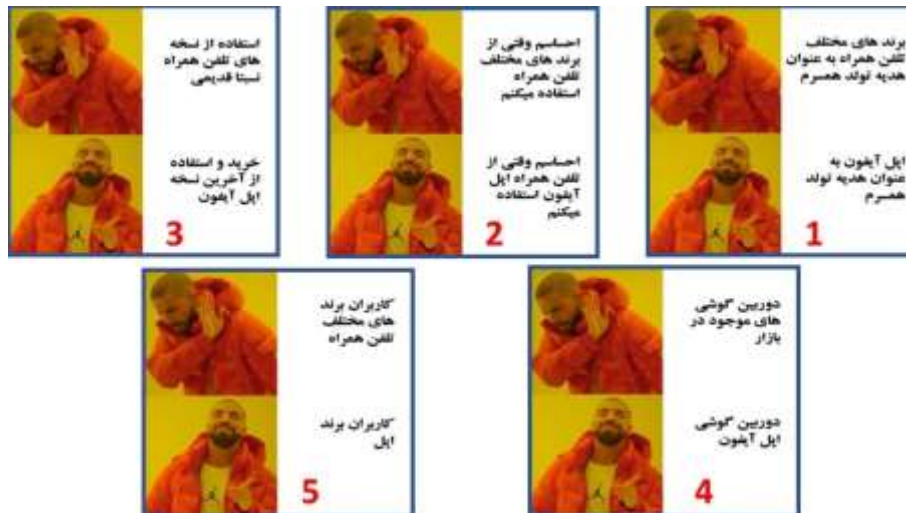 برند های مختلف
تلفن همراه به عنوان
هدیه تولد همسرم
اپل آیفون به
عنوان هدیه تولد
همسرم
1
احساسم وقتی از
برند های مختلف
تلفن همراه
استفاده میکنم
احساسم وقتی از
تلفن همراه اپل
آیفون استفاده
میکنم
2
استفاده از نسخه
های تلفن همراه
نسبتا قدیمی
خرید و استفاده
از آخرین نسخه
اپل آیفون
3
دوربین گوشی
های موجود در
بازار
دوربین گوشی
اپل آیفون
4
کاربران برند
های مختلف
تلفن همراه
کاربران برند
اپل
5